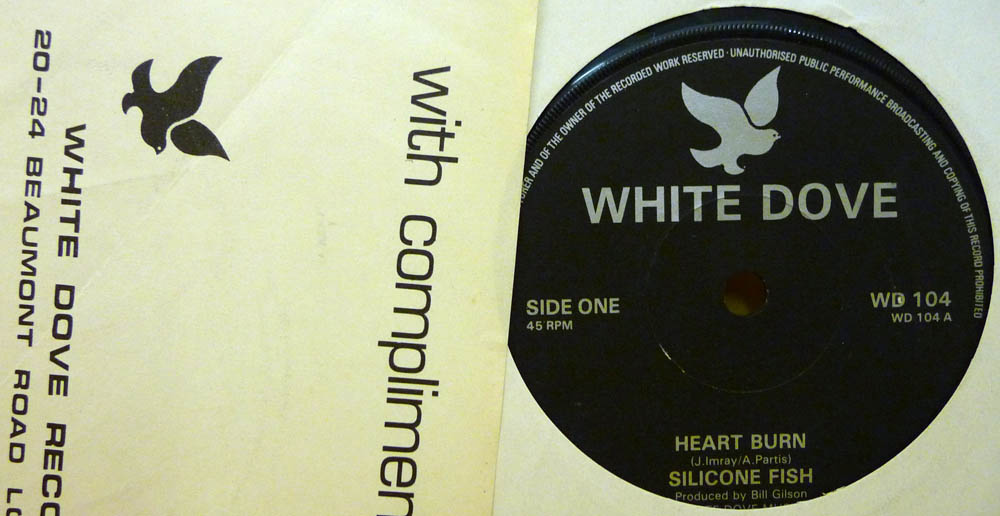 with complimen
WHITE DOVE RECO
20-24 BEAUMONT ROAD LO
TURER AND OF THE OWNER OF THE RECORDED WORK RESERVED · UNAUTHORISED PUBLIC PERFORMANCE BROADCASTING AND COPYING OF THIS RECORD PROHIBITED
WHITE DOVE
SIDE ONE
45 RPM
WD 104
WD 104 A
HEART BURN
(J.Imray/A.Partis)
SILICONE FISH
Produced by Bill Gilson